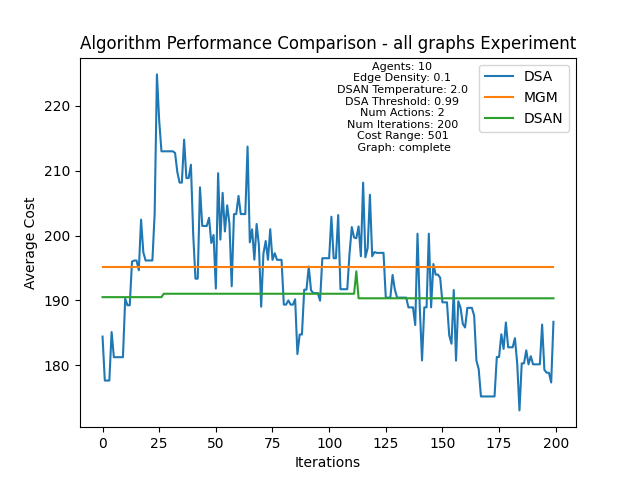 Algorithm Performance Comparison - all graphs Experiment
Agents: 10
Edge Density: 0.1
DSAN Temperature: 2.0
DSA Threshold: 0.99
Num Actions: 2
Num Iterations: 200
Cost Range: 501
Graph: complete
DSA
MGM
DSAN
Average Cost
220
210
200
190
180
0
25
50
75
100
125
150
175
200
Iterations